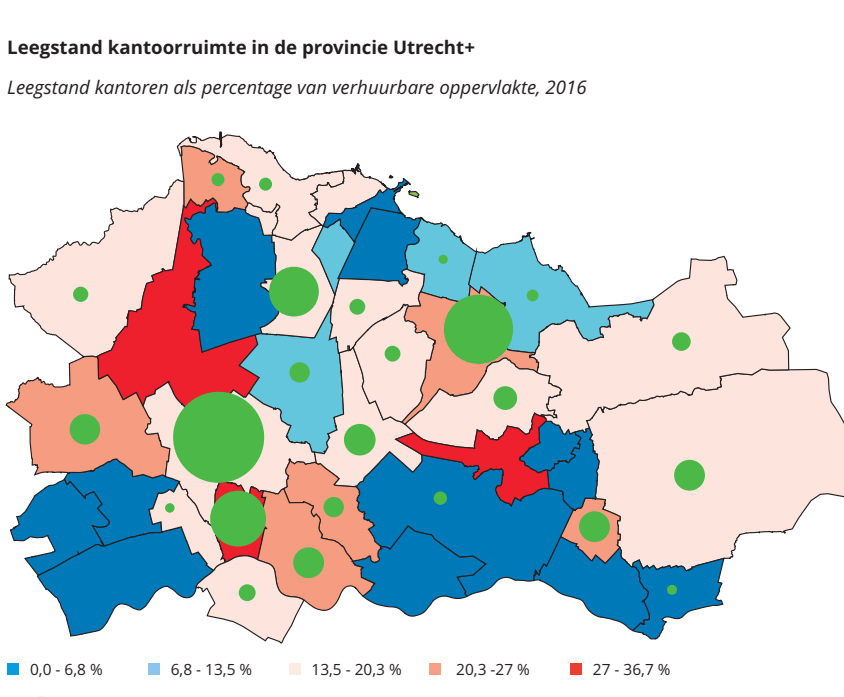 Leegstand kantoorruimte in de provincie Utrecht+
Leegstand kantoren als percentage van verhuurbare oppervlakte, 2016
0,0 - 6,8 % 6,8 - 13,5 % 13,5 - 20,3 % 20,3 -27 % 27 - 36,7 %